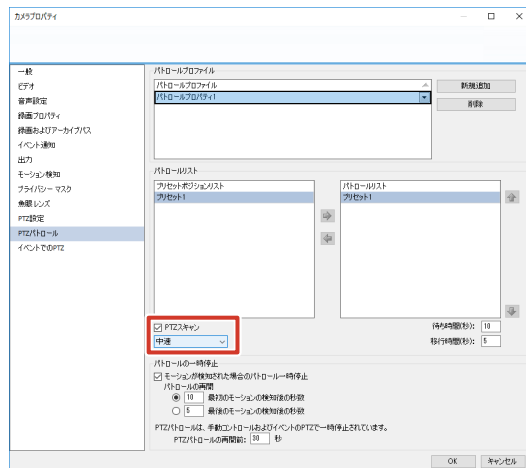 カメラプロパティ
一般
ビデオ
音声設定
録画プロパティ
録画およびアーカイブパス
イベント通知
出力
モーション検知
プライバシー マスク
魚眼レンズ
PTZ設定
PTZパトロール
イベントでのPTZ
パトロールプロファイル
パトロールプロファイル
パトロールプロパティ1
新規追加
削除
パトロールリスト
プリセットポジションリスト
プリセット1
パトロールリスト
プリセット1
PTZスキャン
中速
待ち時間(秒): 10
移行時間(秒): 5
パトロールの一時停止
モーションが検知された場合のパトロール一時停止
パトロールの再開
10 最初のモーションの検知後の秒数
5 最後のモーションの検知後の秒数
PTZパトロールは、手動コントロールおよびイベントのPTZで一時停止されています。
PTZパトロールの再開前: 30 秒
OK キャンセル